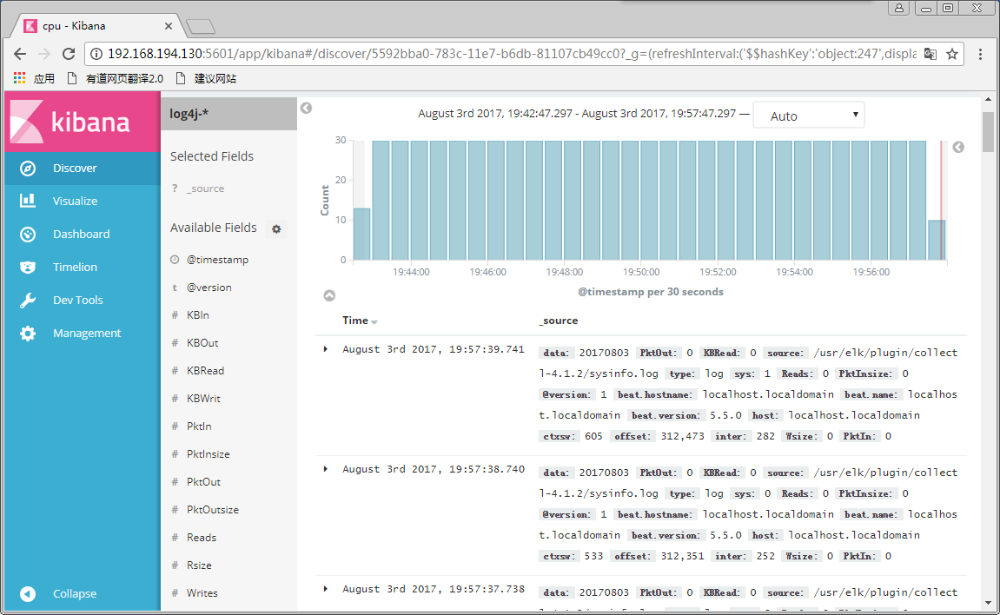 cpu - Kibana
192.168.194.130:5601/app/kibana#/discover/5592bba0-783c-11e7-b6db-81107cb49cc0?_g=(refreshInterval:('$$hashKey':'object:247',displa
应用 有道网页翻译2.0 建议网站
kibana
Discover
Visualize
Dashboard
Timelion
Dev Tools
Management
Collapse
log4j-*
Selected Fields
? _source
Available Fields
@timestamp
t @version
# KBIn
# KBOut
# KBRead
# KBWrit
# PktIn
# PktInsize
# PktOut
# PktOutsize
# Reads
# Rsize
# Writes
August 3rd 2017, 19:42:47.297 - August 3rd 2017, 19:57:47.297 — Auto
Count
30
20
10
0
19:44:00 19:46:00 19:48:00 19:50:00 19:52:00 19:54:00 19:56:00
@timestamp per 30 seconds
Time _source
August 3rd 2017, 19:57:39.741 data: 20170803 PktOut: 0 KBRead: 0 source: /usr/elk/plugin/collect
l-4.1.2/sysinfo.log type: log sys: 1 Reads: 0 PktInsize: 0
@version: 1 beat.hostname: localhost.localdomain beat.name: localhos
t.localdomain beat.version: 5.5.0 host: localhost.localdomain
ctxsw: 605 offset: 312,473 inter: 282 Wsize: 0 PktIn: 0
August 3rd 2017, 19:57:38.740 data: 20170803 PktOut: 0 KBRead: 0 source: /usr/elk/plugin/collect
l-4.1.2/sysinfo.log type: log sys: 0 Reads: 0 PktInsize: 0
@version: 1 beat.hostname: localhost.localdomain beat.name: localhos
t.localdomain beat.version: 5.5.0 host: localhost.localdomain
ctxsw: 533 offset: 312,351 inter: 252 Wsize: 0 PktIn: 0
August 3rd 2017, 19:57:37.738 data: 20170803 PktOut: 0 KBRead: 0 source: /usr/elk/plugin/collect